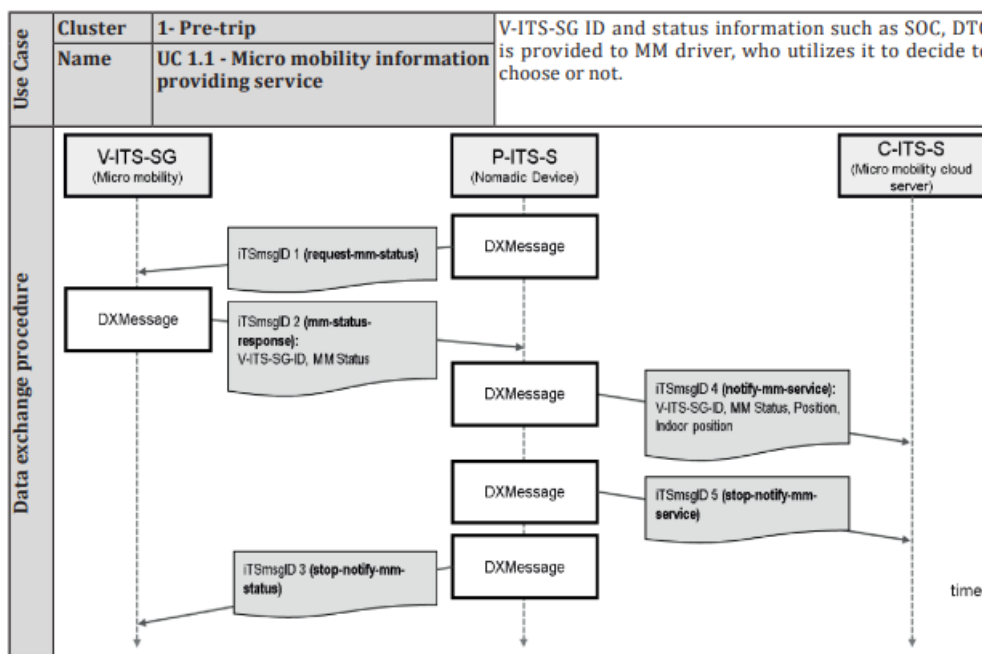 Use Case
Cluster
1- Pre-trip
V-ITS-SG ID and status information such as SOC, DTC
is provided to MM driver, who utilizes it to decide to
choose or not.
Name
UC 1.1 - Micro mobility information
providing service
Data exchange procedure
V-ITS-SG
(Micro mobility)
P-ITS-S
(Nomadic Device)
C-ITS-S
(Micro mobility cloud
server)
DXMessage
iTSmsgID 1 (request-mm-status)
DXMessage
iTSmsgID 2 (mm-status-
response):
V-ITS-SG-ID, MM Status
DXMessage
iTSmsgID 4 (notify-mm-service):
V-ITS-SG-ID, MM Status, Position,
Indoor position
DXMessage
iTSmsgID 5 (stop-notify-mm-
service)
DXMessage
iTSmsgID 3 (stop-notify-mm-
status)
time